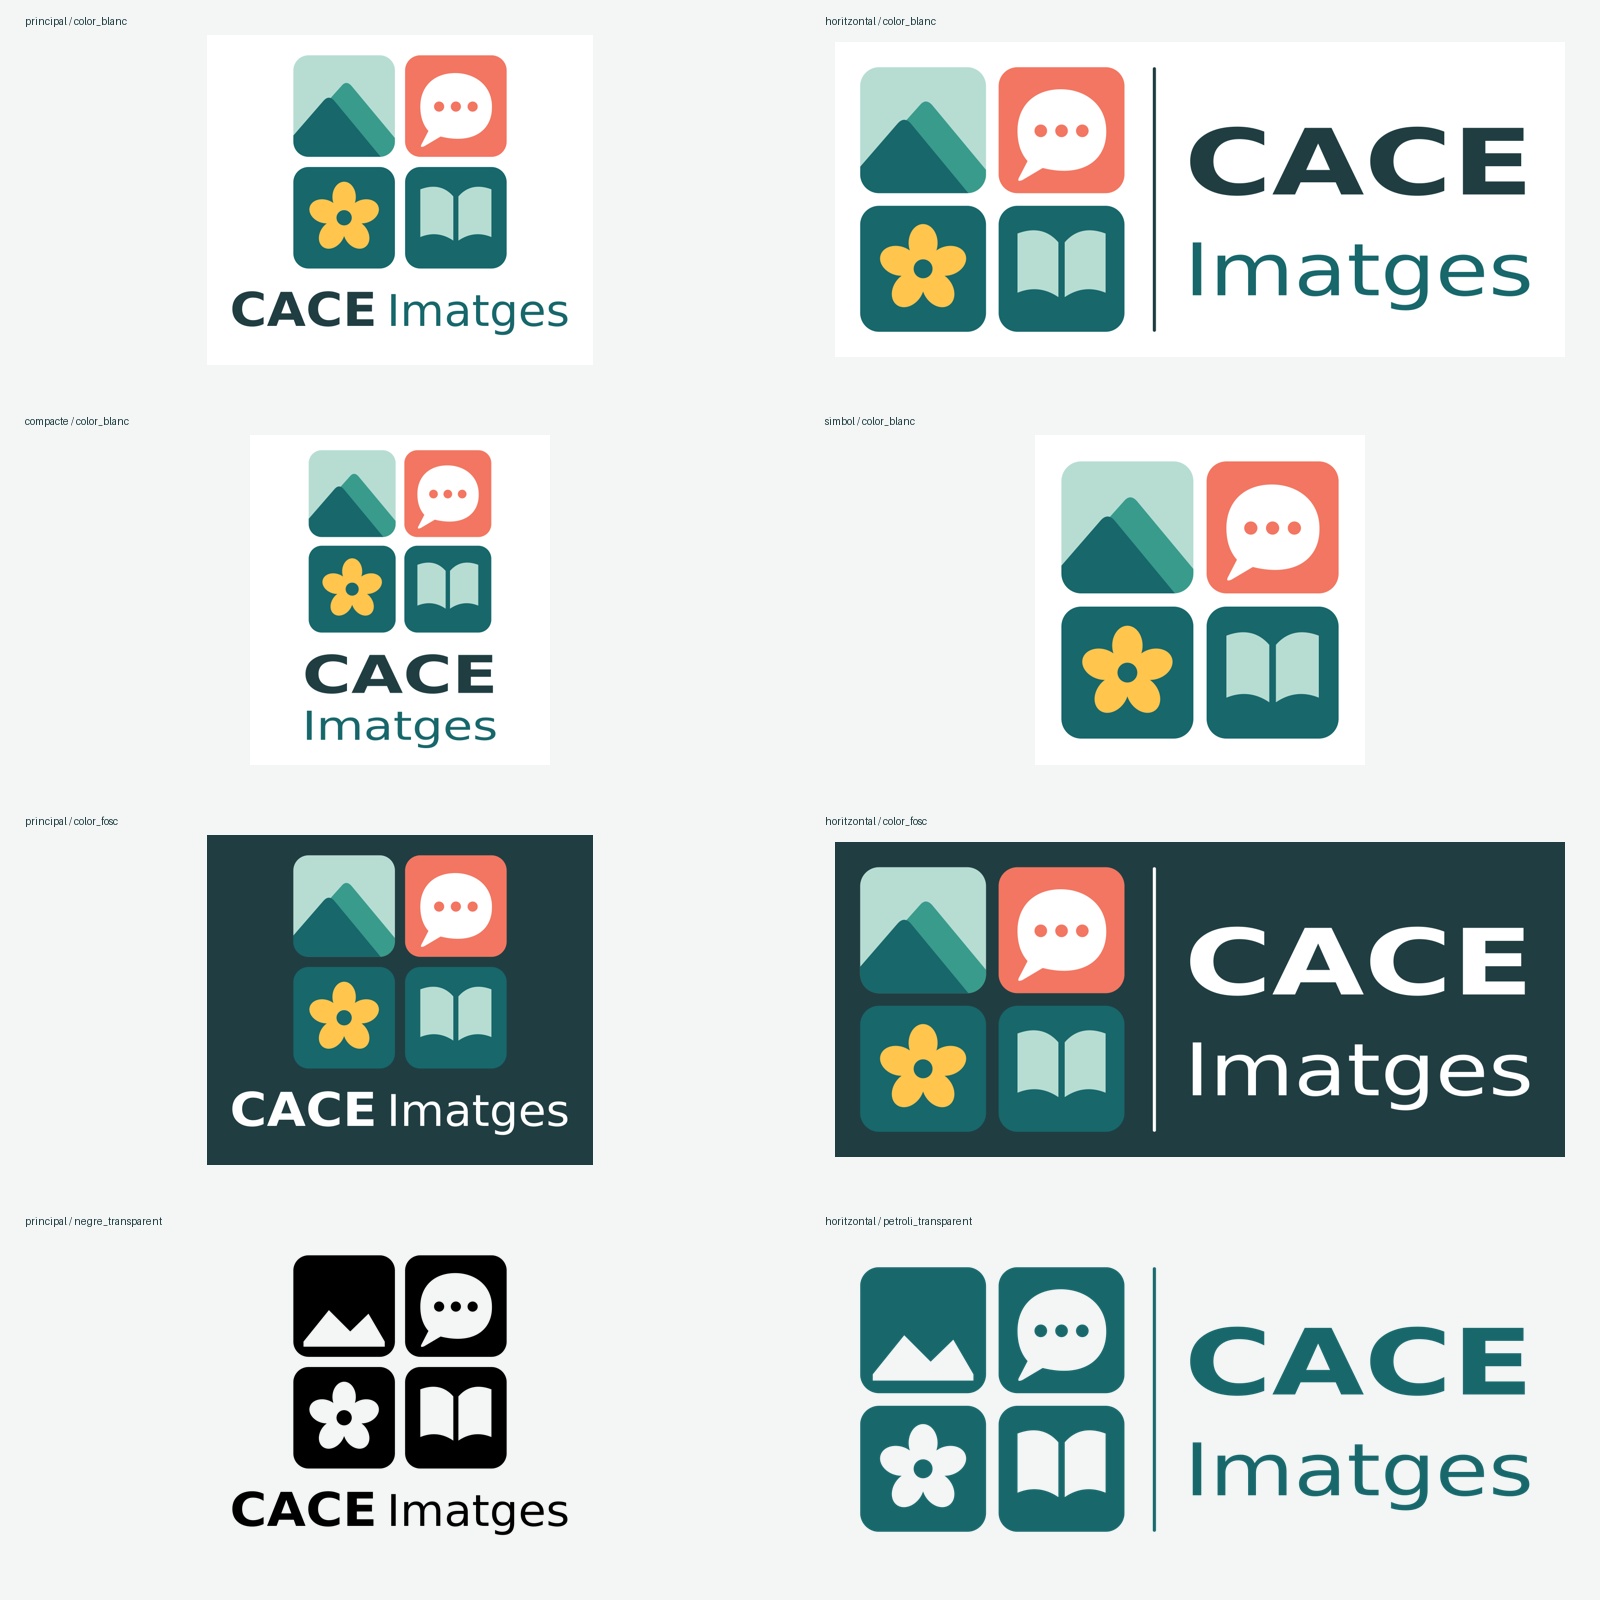 principal / color_blanc
horitzontal / color_blanc
CACE Imatges
CACE
Imatges
compacte / color_blanc
simbol / color_blanc
CACE
Imatges
principal / color_fosc
horitzontal / color_fosc
CACE Imatges
CACE
Imatges
principal / negre_transparent
horitzontal / petroli_transparent
CACE Imatges
CACE
Imatges